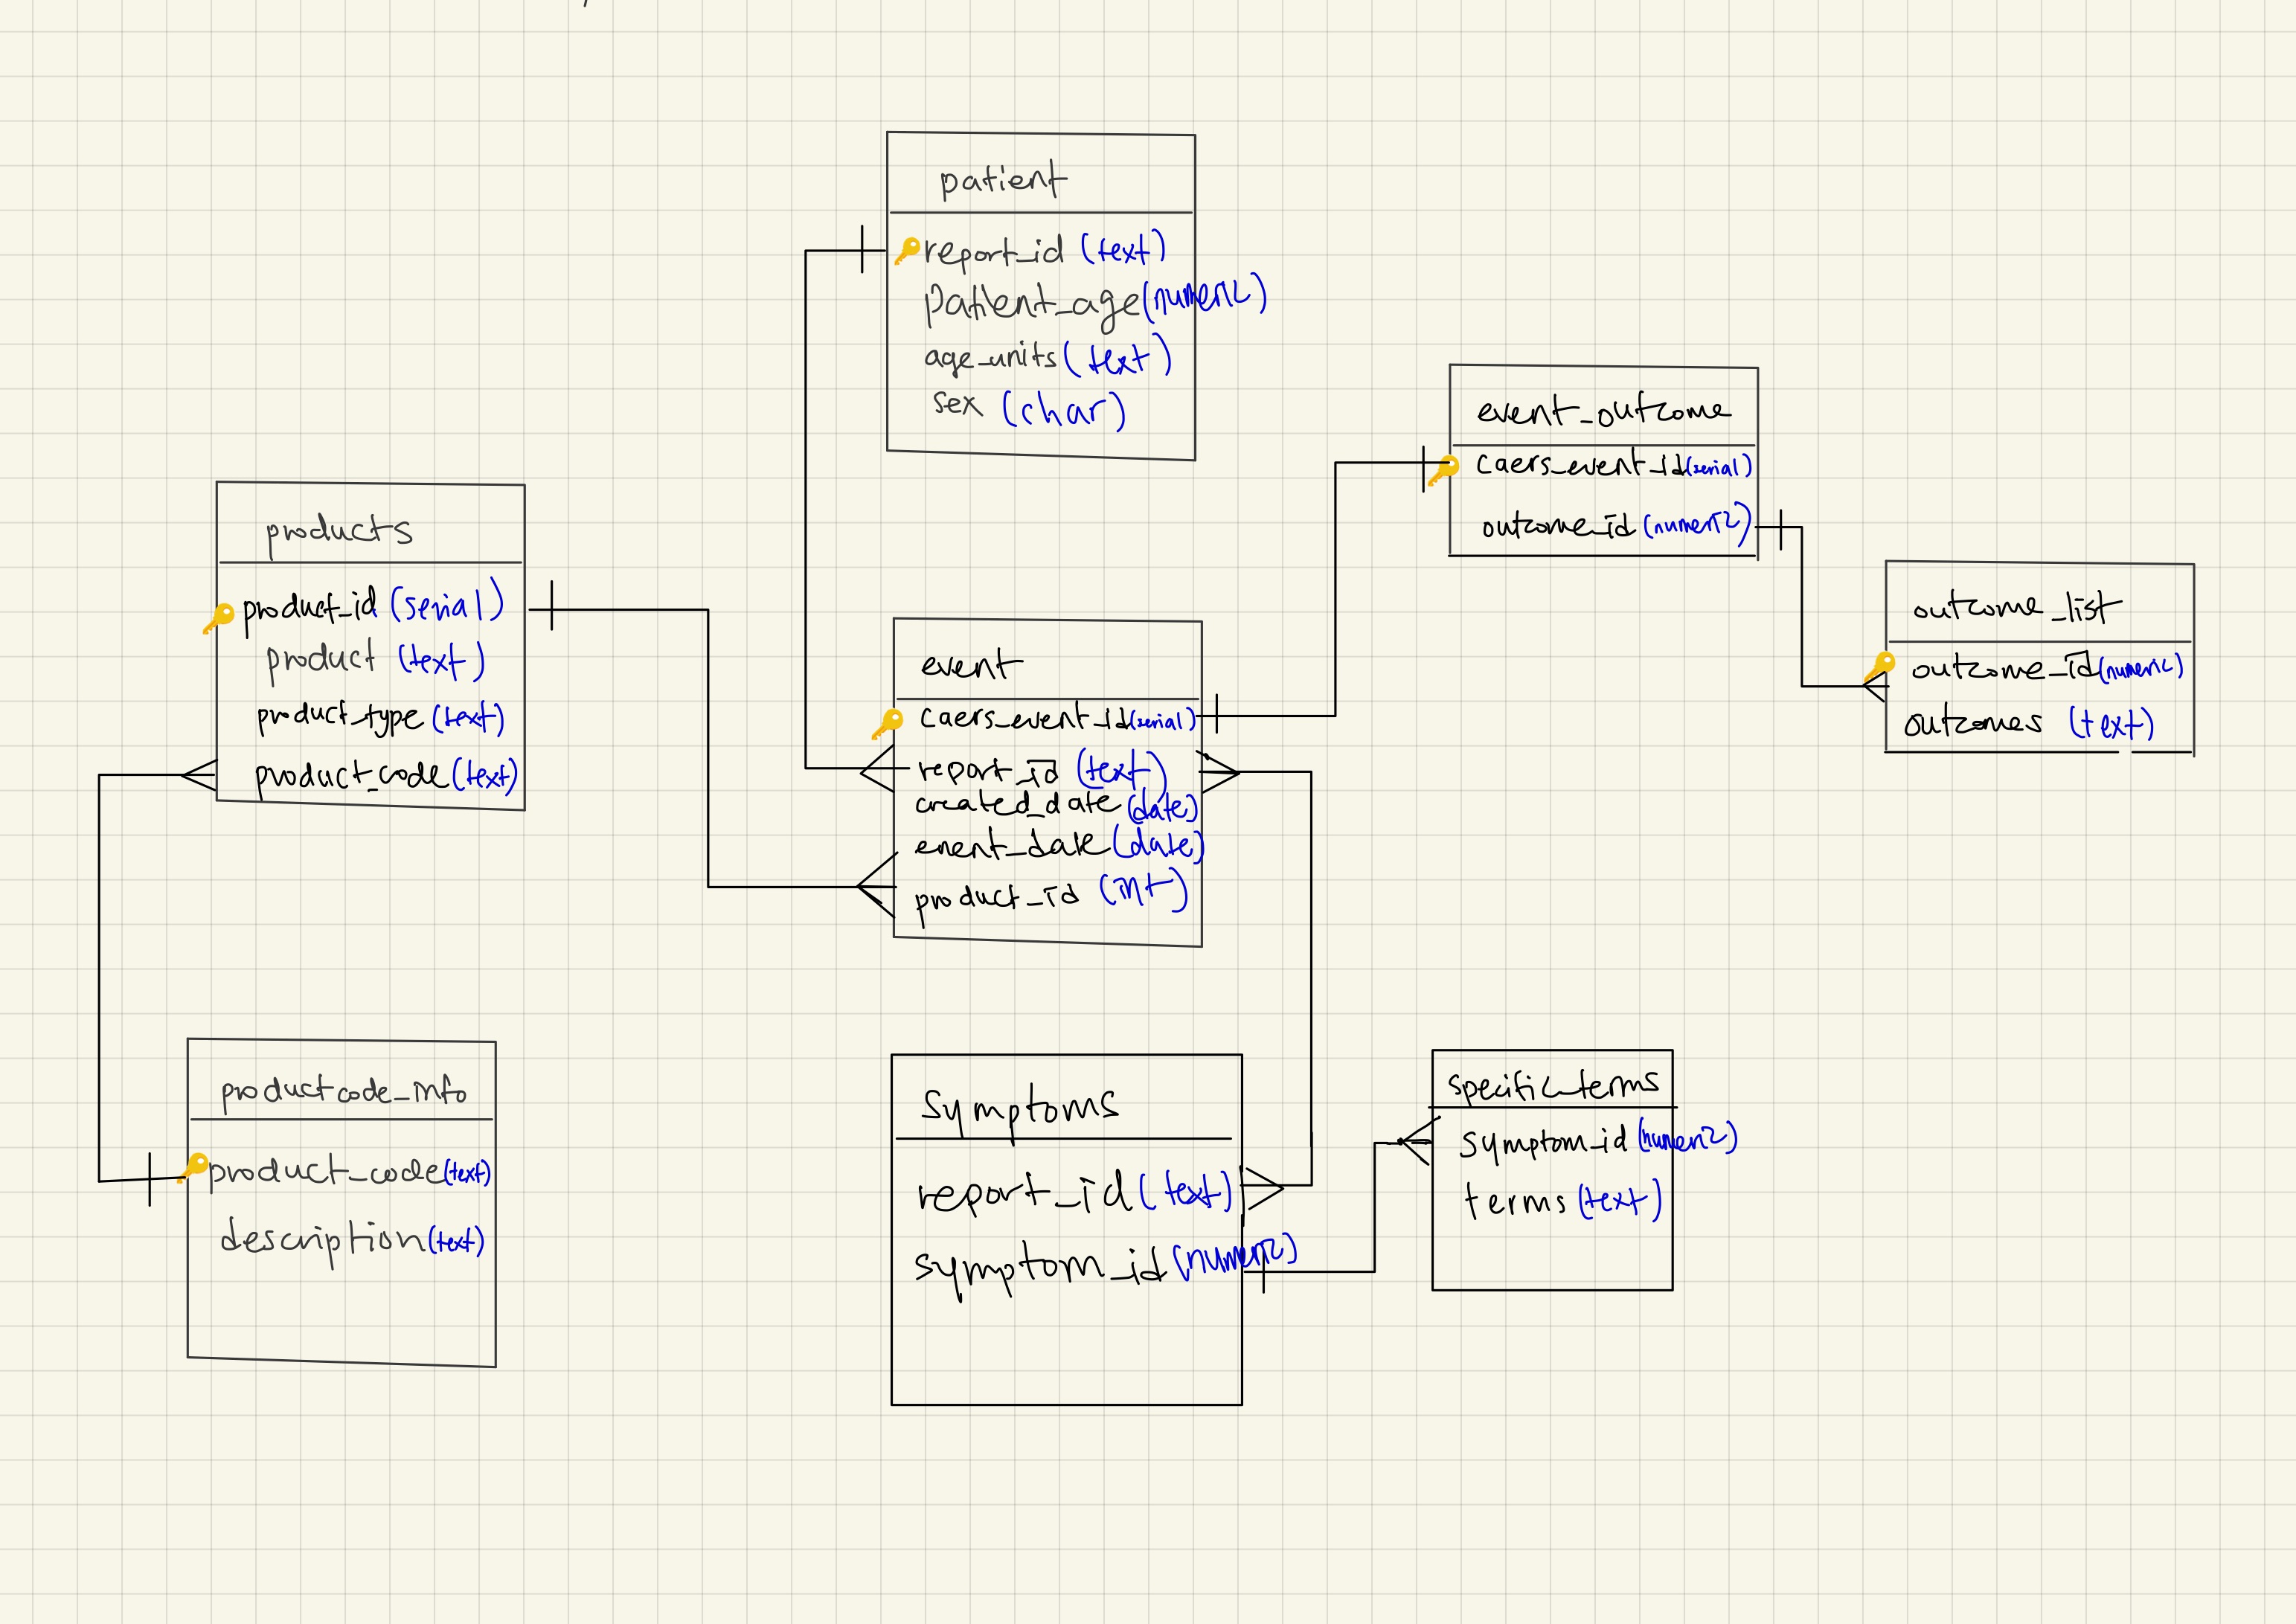 patient
report_id (text)
patient_age (numeric)
age_units (text)
sex (char)
event_outcome
caers_event_id (serial)
outcome_id (numeric)
products
product_id (serial)
product (text)
product_type (text)
product_code (text)
outcome_list
outcome_id (numeric)
outcomes (text)
event
caers_event_id (serial)
report_id (text)
created_date (date)
event_date (date)
product_id (int)
productcode_info
product_code (text)
description (text)
symptoms
report_id (text)
symptom_id (numeric)
specific_terms
symptom_id (numeric)
terms (text)